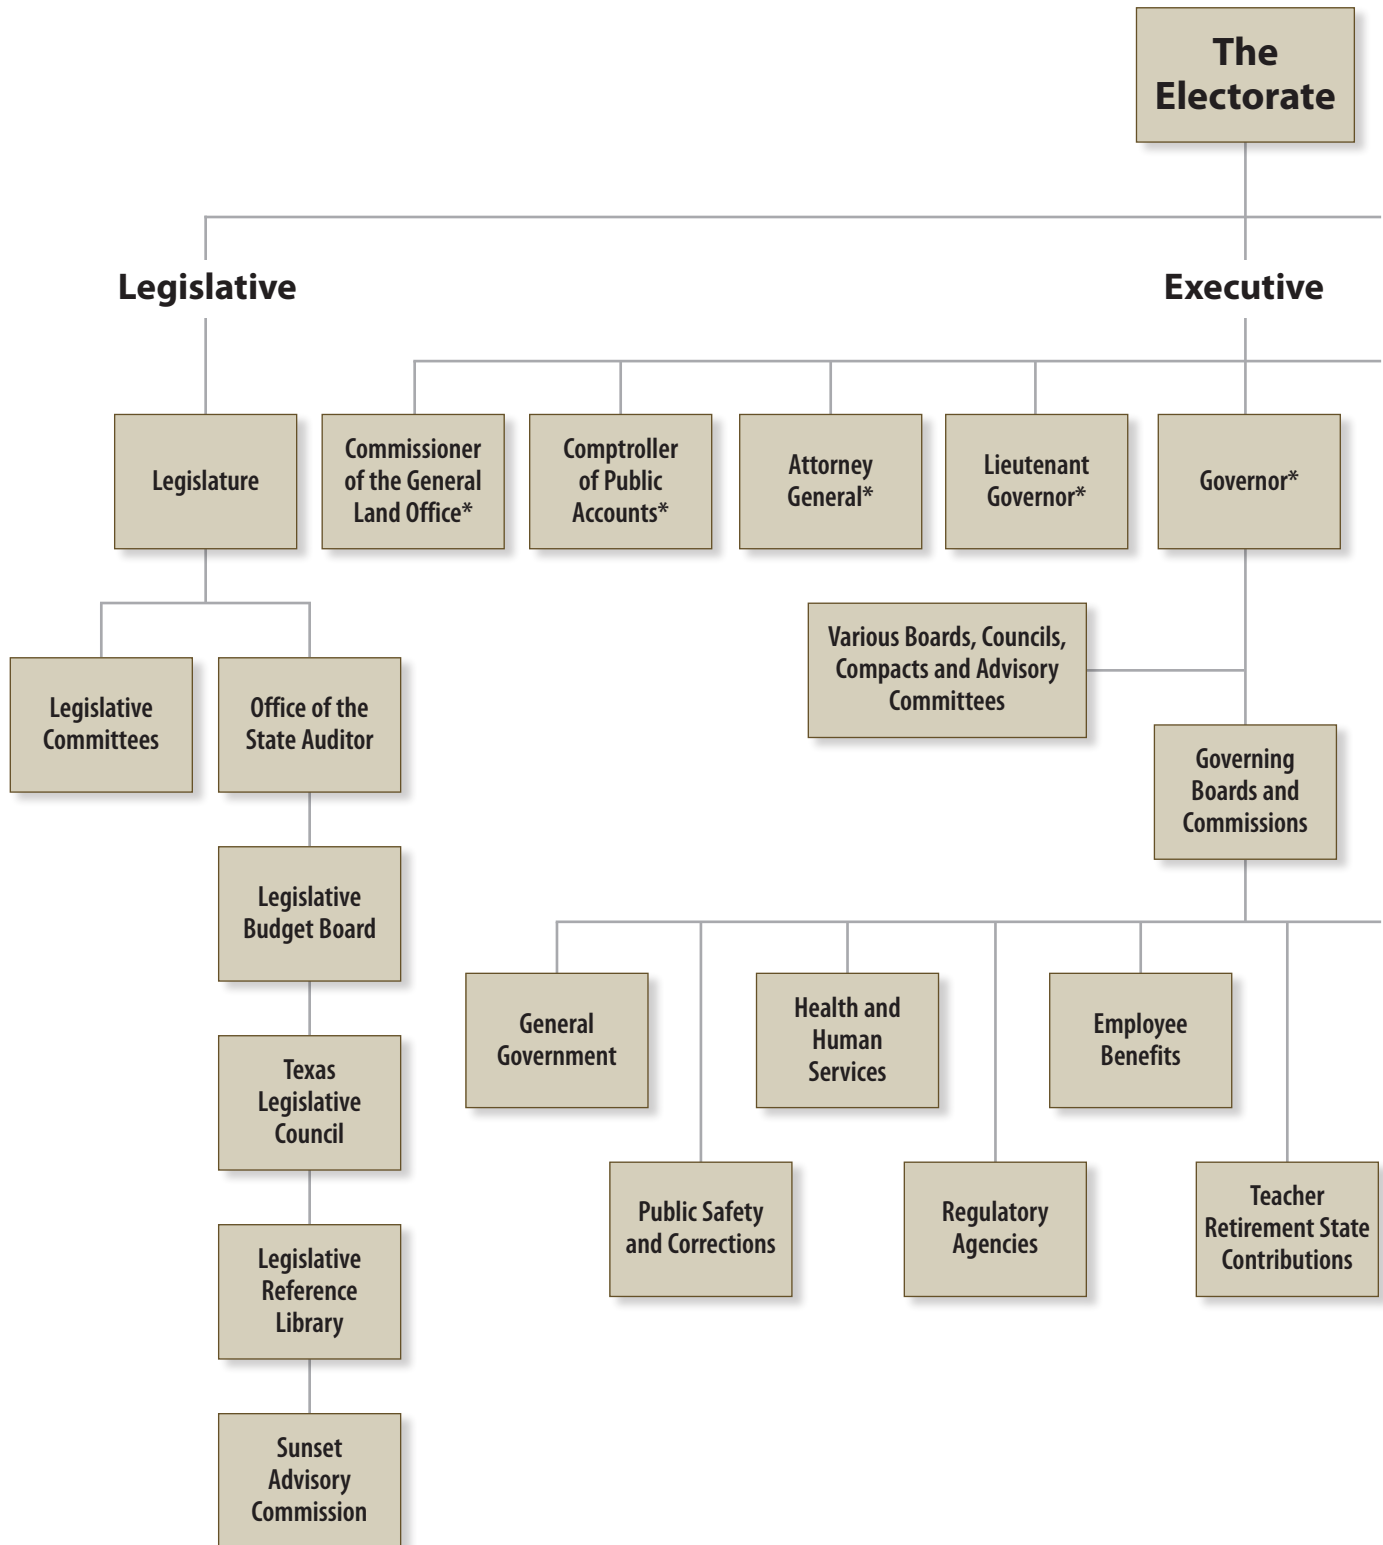 The
Electorate
Legislative
Executive
Legislature
Commissioner
of the General
Land Office*
Comptroller
of Public
Accounts*
Attorney
General*
Lieutenant
Governor*
Governor*
Various Boards, Councils,
Compacts and Advisory
Committees
Legislative
Committees
Office of the
State Auditor
Governing
Boards and
Commissions
Legislative
Budget Board
General
Government
Health and
Human
Services
Employee
Benefits
Texas
Legislative
Council
Public Safety
and Corrections
Regulatory
Agencies
Teacher
Retirement State
Contributions
Legislative
Reference
Library
Sunset
Advisory
Commission